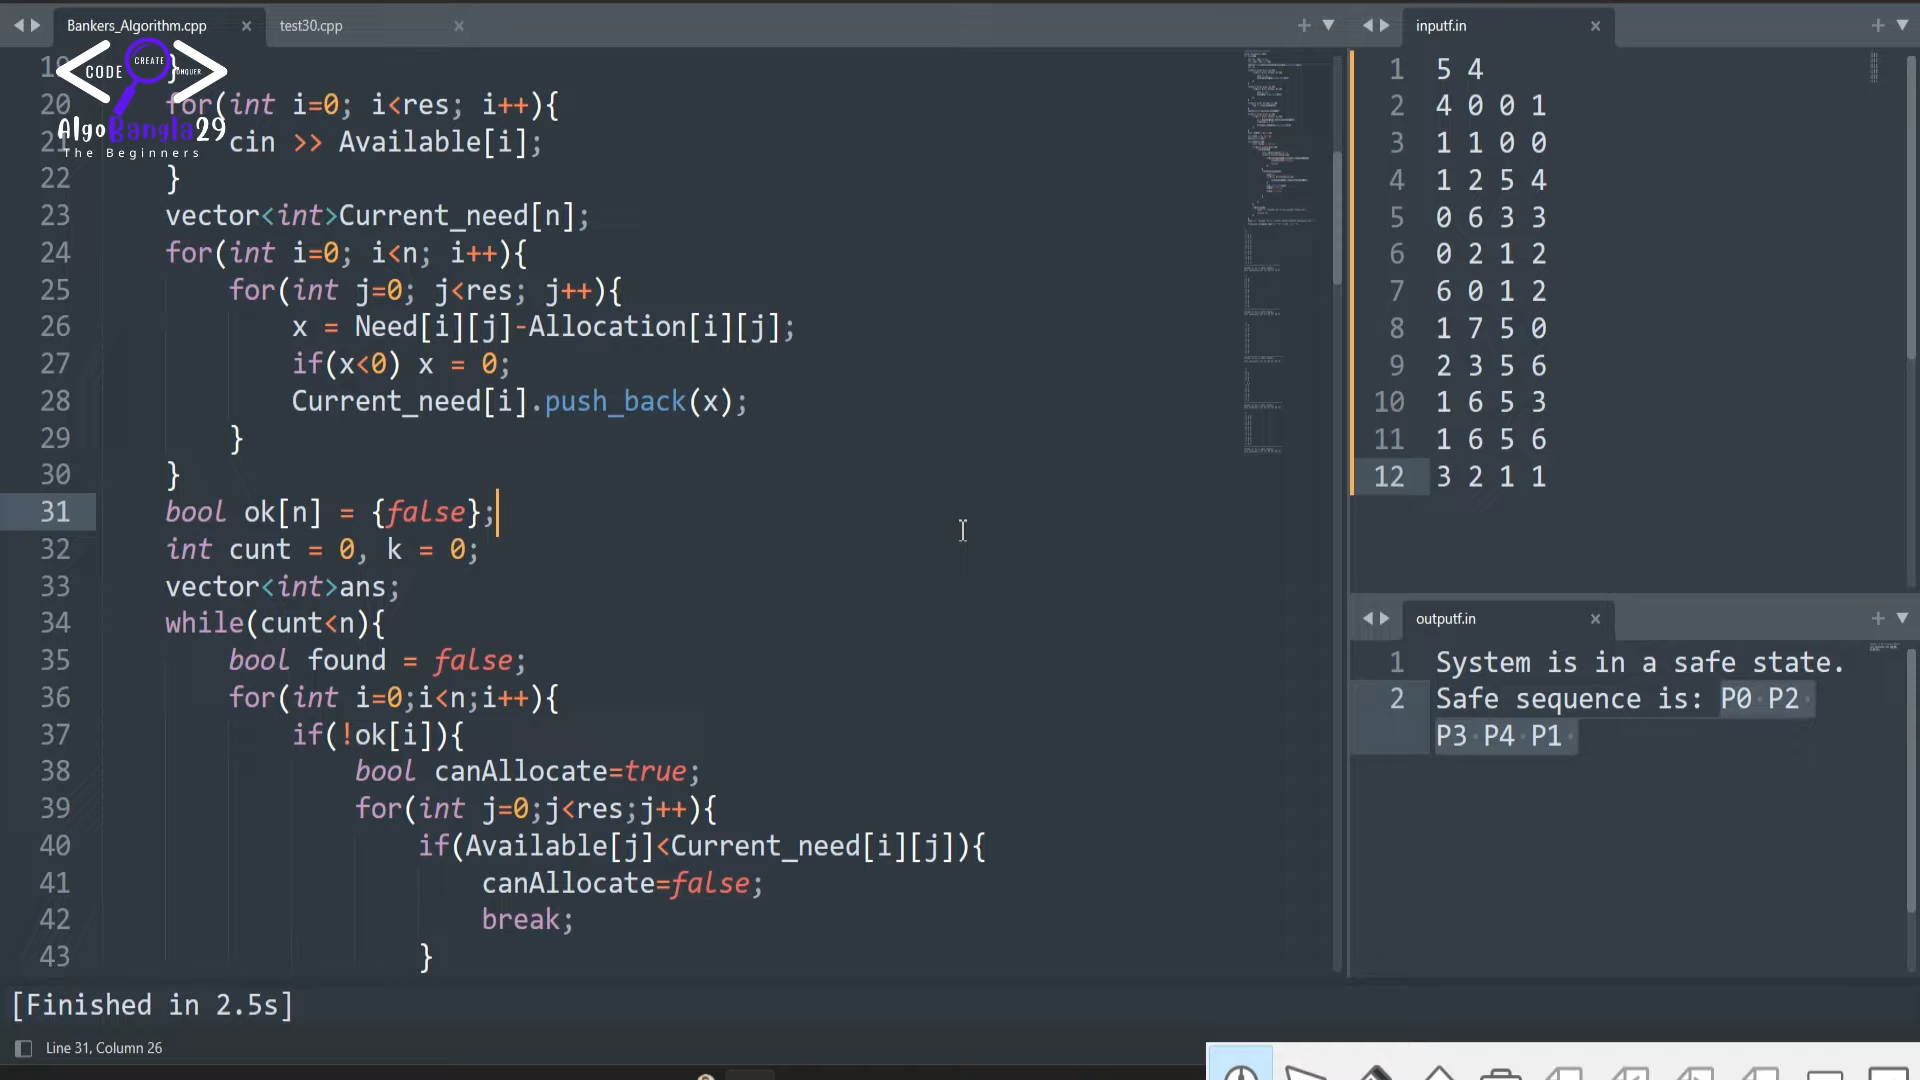 Bankers_Algorithm.cpp
test30.cpp
CODE CREATE CONQUER
AlgoBangla29
The Beginners
19 }
20 for(int i=0; i<res; i++){
21 cin >> Available[i];
22 }
23 vector<int>Current_need[n];
24 for(int i=0; i<n; i++){
25 for(int j=0; j<res; j++){
26 x = Need[i][j]-Allocation[i][j];
27 if(x<0) x = 0;
28 Current_need[i].push_back(x);
29 }
30 }
31 bool ok[n] = {false};
32 int cunt = 0, k = 0;
33 vector<int>ans;
34 while(cunt<n){
35 bool found = false;
36 for(int i=0;i<n;i++){
37 if(!ok[i]){
38 bool canAllocate=true;
39 for(int j=0;j<res;j++){
40 if(Available[j]<Current_need[i][j]){
41 canAllocate=false;
42 break;
43 }
[Finished in 2.5s]
Line 31, Column 26
inputf.in
1 5 4
2 4 0 0 1
3 1 1 0 0
4 1 2 5 4
5 0 6 3 3
6 0 2 1 2
7 6 0 1 2
8 1 7 5 0
9 2 3 5 6
10 1 6 5 3
11 1 6 5 6
12 3 2 1 1
outputf.in
1 System is in a safe state.
2 Safe sequence is: P0 P2
P3 P4 P1